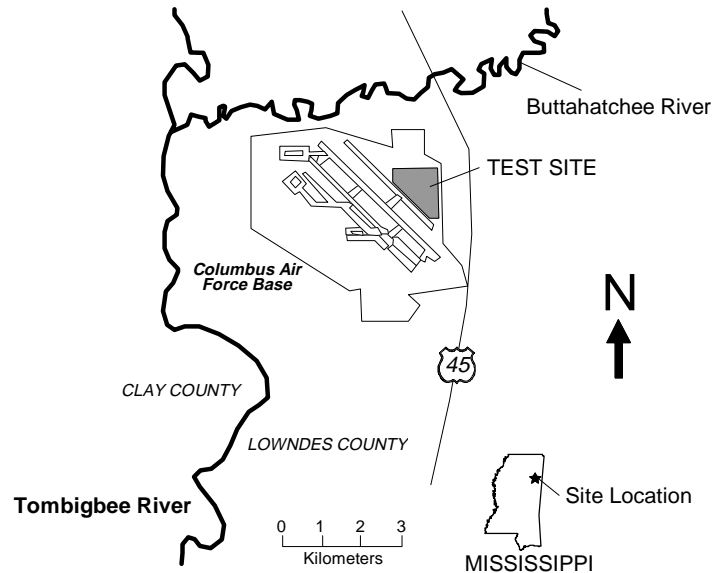 Buttahatchee River
TEST SITE
Columbus Air
Force Base
N
45
CLAY COUNTY
LOWNDES COUNTY
Tombigbee River
0 1 2 3
Kilometers
Site Location
MISSISSIPPI